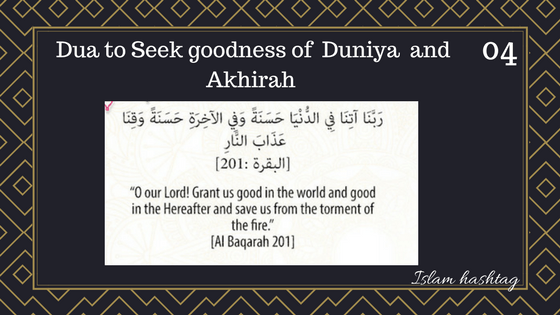 Dua to Seek goodness of Duniya and
Akhirah
04
رَبَّنَا آتِنَا فِي الدُّنْيَا حَسَنَةً وَفِي الآخِرَةِ حَسَنَةً وَقِنَا
عَذَابَ النَّارِ
[البقرة :201]
“O our Lord! Grant us good in the world and good
in the Hereafter and save us from the torment of
the fire.”
[Al Baqarah 201]
Islam hashtag